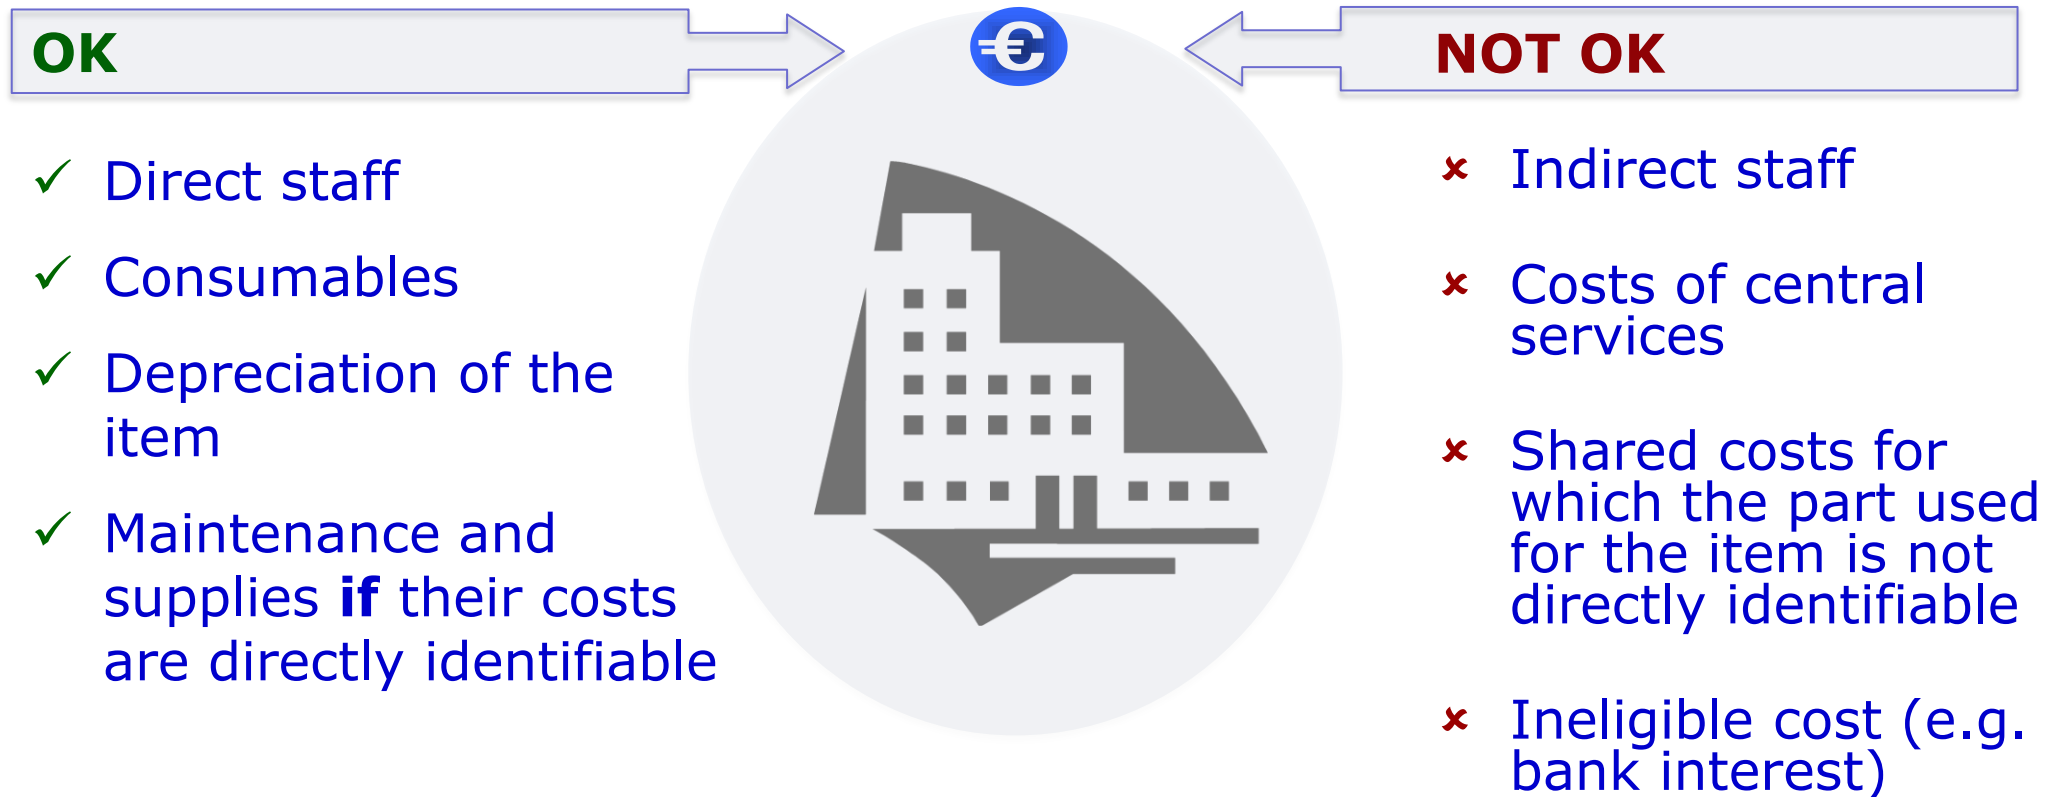 OK
Direct staff
Consumables
Depreciation of the
item
Maintenance and
supplies if their costs
are directly identifiable
€
NOT OK
Indirect staff
Costs of central
services
Shared costs for
which the part used
for the item is not
directly identifiable
Ineligible cost (e.g.
bank interest)